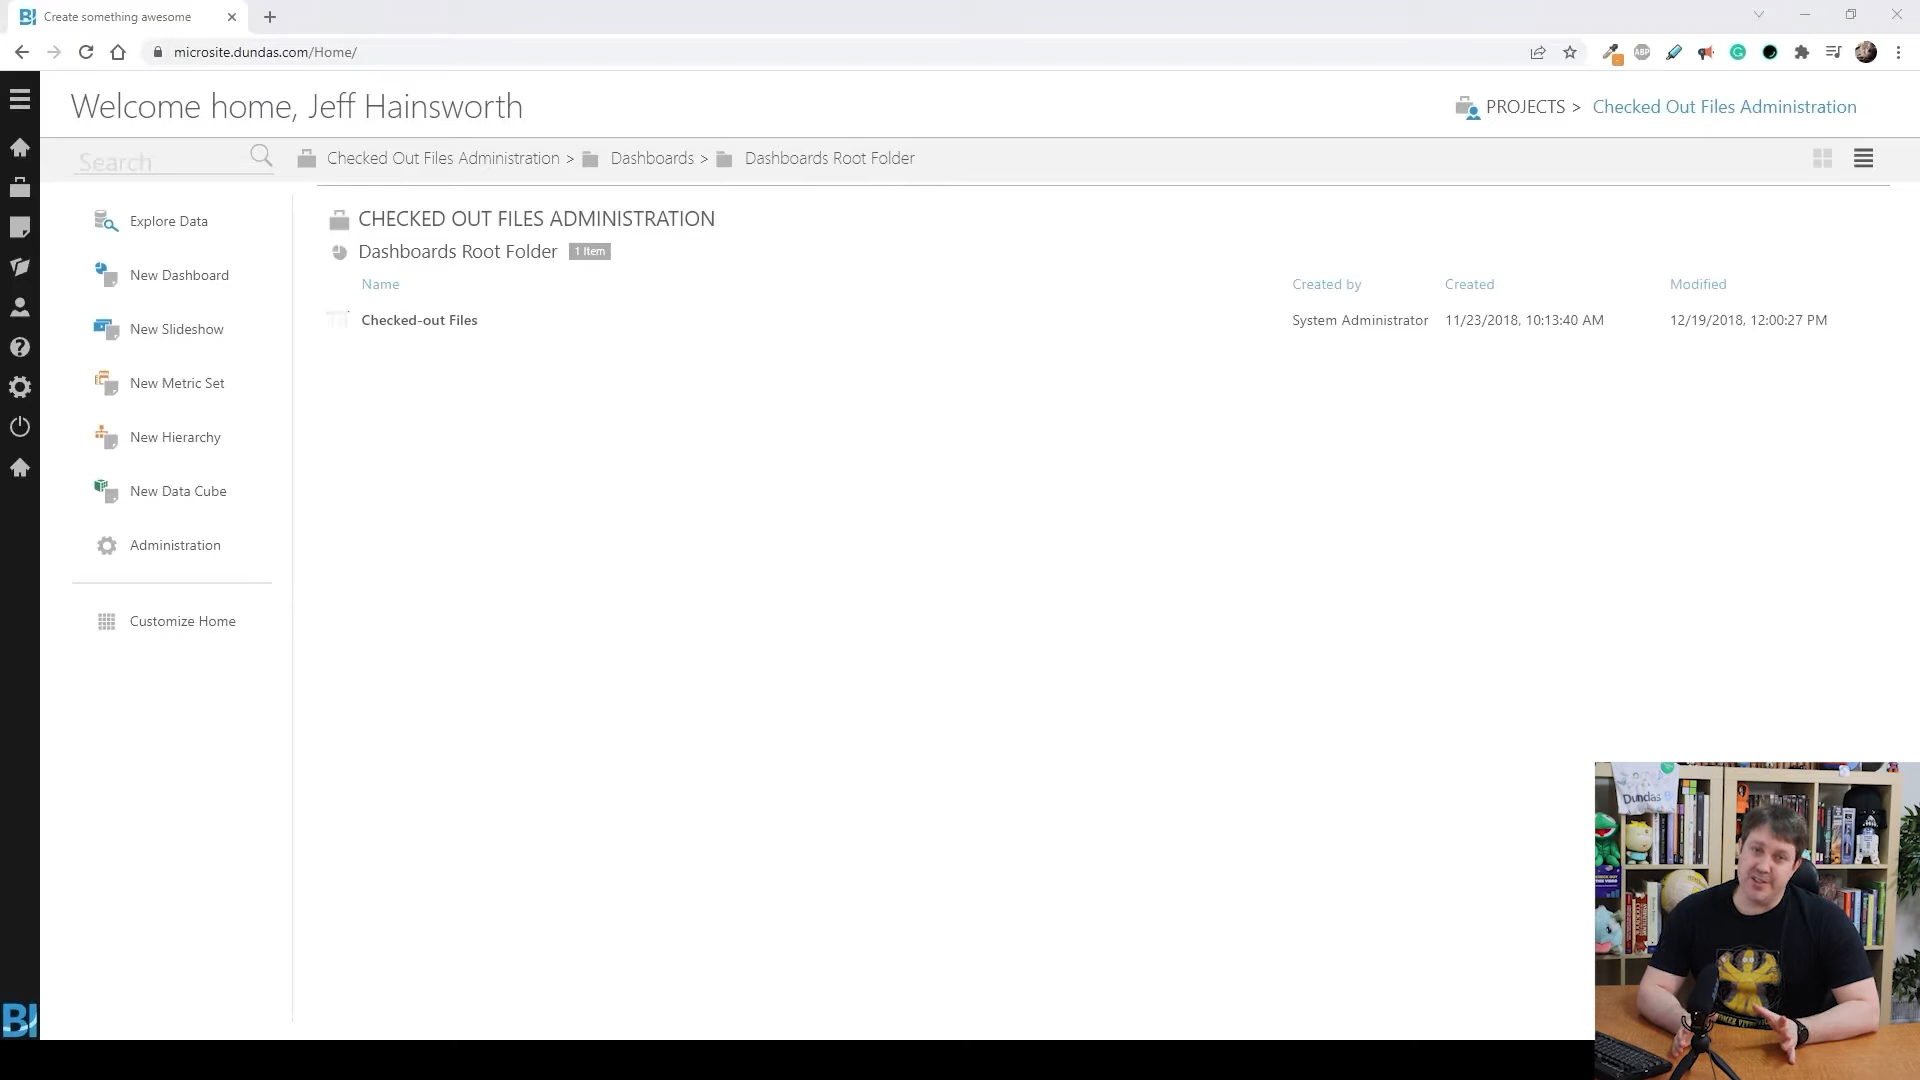 Create something awesome
microsite.dundas.com/Home/
ABP
Welcome home, Jeff Hainsworth
PROJECTS > Checked Out Files Administration
Search
Checked Out Files Administration > Dashboards > Dashboards Root Folder
Explore Data
New Dashboard
New Slideshow
New Metric Set
New Hierarchy
New Data Cube
Administration
Customize Home
CHECKED OUT FILES ADMINISTRATION
Dashboards Root Folder 1 Item
Name Created by Created Modified
Checked-out Files System Administrator 11/23/2018, 10:13:40 AM 12/19/2018, 12:00:27 PM
BI
Dundas